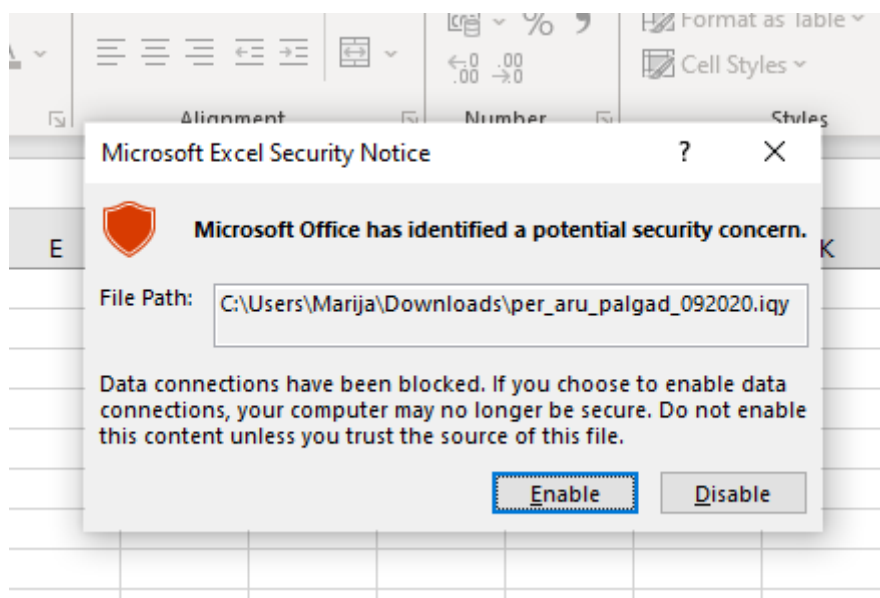 % Format as Table
.00 .00 Cell Styles
Alignment Number Styles
Microsoft Excel Security Notice ? X
Microsoft Office has identified a potential security concern.
E K
File Path: C:\Users\Marija\Downloads\per_aru_palgad_092020.iqy
Data connections have been blocked. If you choose to enable data
connections, your computer may no longer be secure. Do not enable
this content unless you trust the source of this file.
Enable Disable